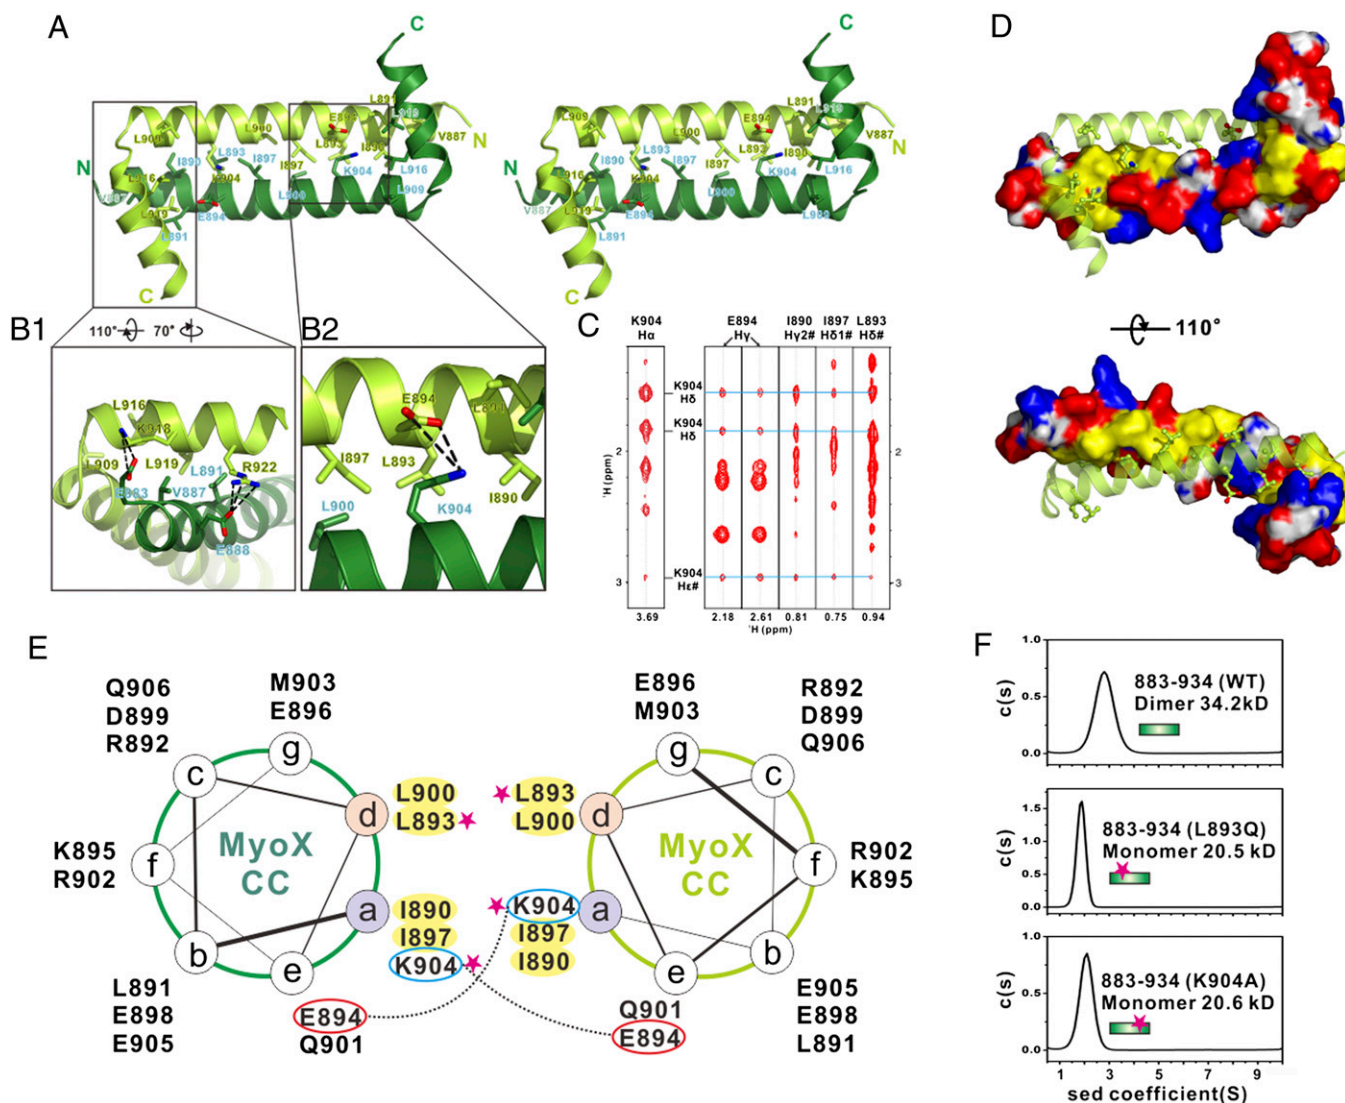 A
C
L909
L900
E894
L891
L919
V887
N
L893
I890
N
I890
L893
I897
I897
K904
L916
L916
K904
L900
L909
V887
L919
E894
L891
C
L891
L919
L909
L900
E894
V887
N
L893
I890
N
I890
L893
I897
I897
K904
L916
L916
K904
L900
L909
V887
L919
E894
L891
C
B1
110°
70°
L916
K918
L909
L919
L891
R922
E883
V887
E888
B2
E894
L891
I897
L893
I890
L900
K904
C
K904
Hα
E894
Hγ
I890
Hγ2#
I897
Hδ1#
L893
Hδ#
K904
Hδ
K904
Hδ
K904
Hε#
¹H (ppm)
2
3
2
3
3.69
2.18
2.61
0.81
0.75
0.94
¹H (ppm)
D
110°
E
Q906
D899
R892
M903
E896
E896
M903
R892
D899
Q906
c
g
g
c
d
L900
L893
L893
L900
d
K895
R902
f
MyoX
CC
MyoX
CC
f
R902
K895
a
I890
I897
K904
K904
I897
I890
a
b
e
e
b
L891
E898
E905
E894
Q901
Q901
E894
E905
E898
L891
F
c(s)
1.0
0.5
0.0
883-934 (WT)
Dimer 34.2kD
c(s)
1.5
1.0
0.5
0.0
883-934 (L893Q)
Monomer 20.5 kD
c(s)
1.0
0.5
0.0
883-934 (K904A)
Monomer 20.6 kD
1
3
5
7
9
sed coefficient(S)